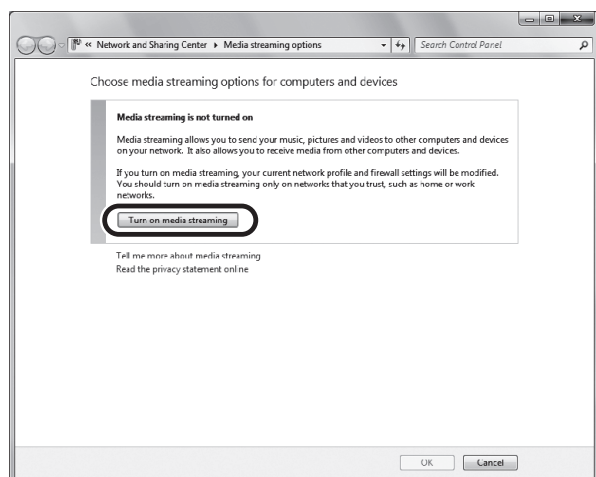 « Network and Sharing Center ▸ Media streaming options
Search Control Panel
Choose media streaming options for computers and devices
Media streaming is not turned on
Media streaming allows you to send your music, pictures and videos to other computers and devices
on your network. It also allows you to receive media from other computers and devices.
If you turn on media streaming, your current network profile and firewall settings will be modified.
You should turn on media streaming only on networks that you trust, such as home or work
networks.
Turn on media streaming
Tell me more about media streaming
Read the privacy statement online
OK
Cancel